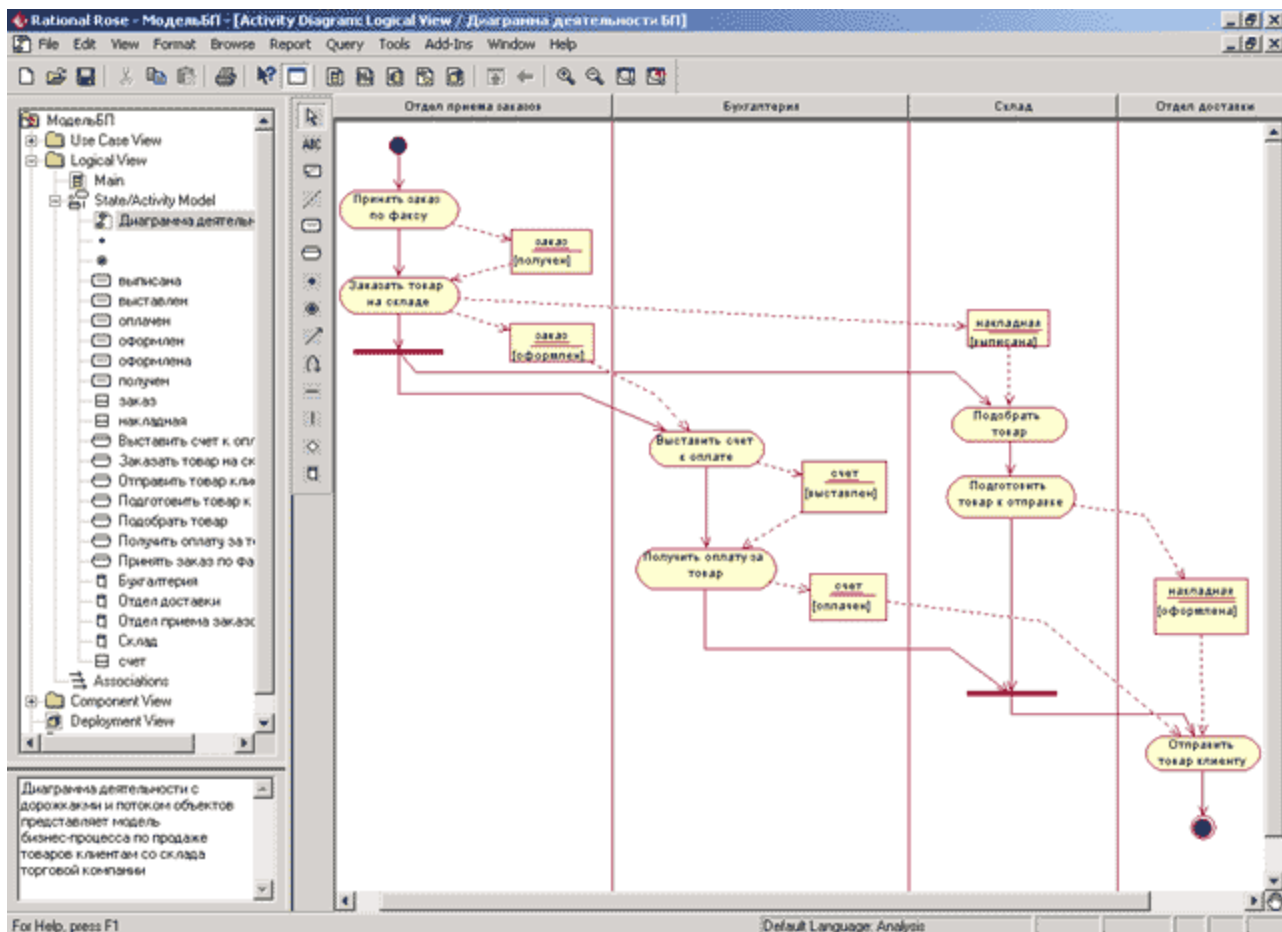 Rational Rose - МодельБП - [Activity Diagram: Logical View / Диаграмма деятельности БП]
File Edit View Format Browse Report Query Tools Add-Ins Window Help
МодельБП
Use Case View
Logical View
Main
State/Activity Model
Диаграмма деятельн
выписана
выставлен
оплачен
оформлен
оформлена
получен
заказ
накладная
Выставить счет к опл
Заказать товар на ск
Отправить товар кли
Подготовить товар к
Подобрать товар
Получить оплату за т
Принять заказ по фа
Бухгалтерия
Отдел доставки
Отдел приема заказо
Склад
счет
Associations
Component View
Deployment View
Диаграмма деятельности с
дорожкакми и потоком объектов
представляет модель
бизнес-процесса по продаже
товаров клиентам со склада
торговой компании
ABC
Отдел приема заказов
Бухгалтерия
Склад
Отдел доставки
Принять заказ
по факсу
заказ
[получен]
Заказать товар
на складе
заказ
[оформлен]
накладная
[выписана]
Подобрать
товар
Выставить счет
к оплате
счет
[выставлен]
Подготовить
товар к отправке
Получить оплату за
товар
счет
[оплачен]
накладная
[оформлена]
Отправить
товар клиенту
For Help, press F1
Default Language: Analysis